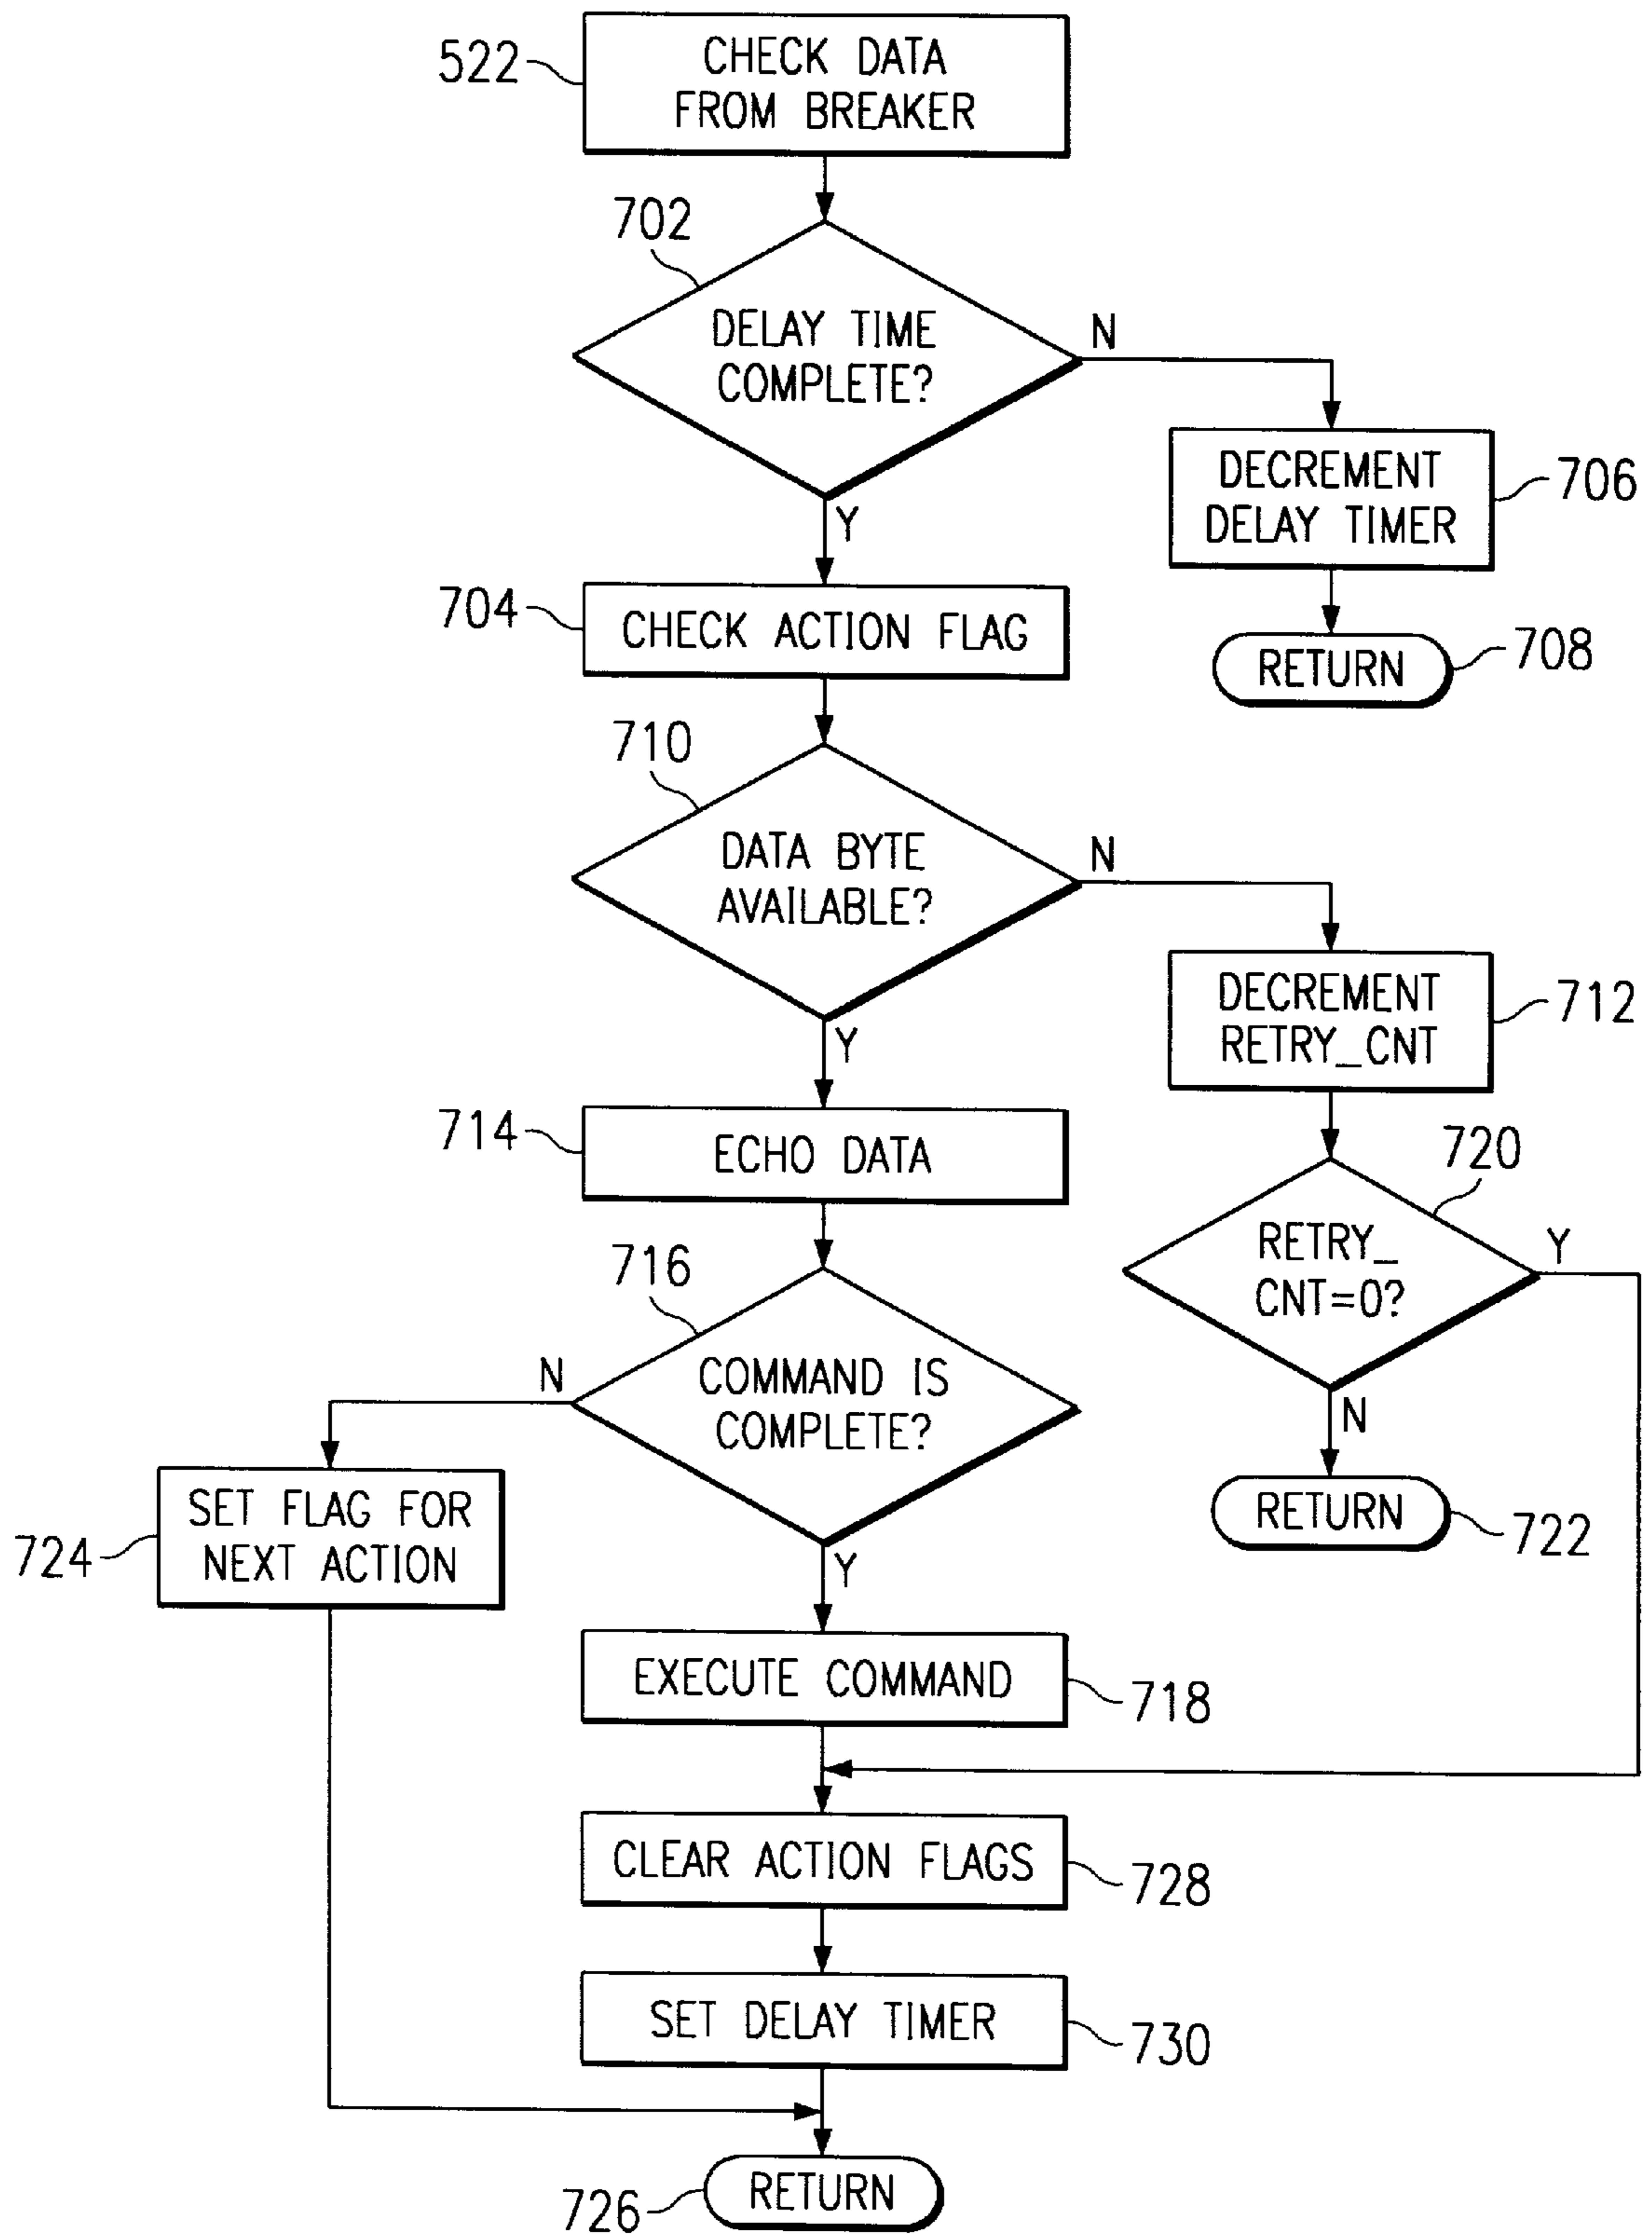 522
CHECK DATA
FROM BREAKER
702
DELAY TIME
COMPLETE?
N
Y
DECREMENT
DELAY TIMER
706
704
CHECK ACTION FLAG
RETURN
708
710
DATA BYTE
AVAILABLE?
N
Y
DECREMENT
RETRY_CNT
712
714
ECHO DATA
720
RETRY_
CNT=0?
Y
N
716
COMMAND IS
COMPLETE?
N
Y
RETURN
722
724
SET FLAG FOR
NEXT ACTION
EXECUTE COMMAND
718
CLEAR ACTION FLAGS
728
SET DELAY TIMER
730
726
RETURN